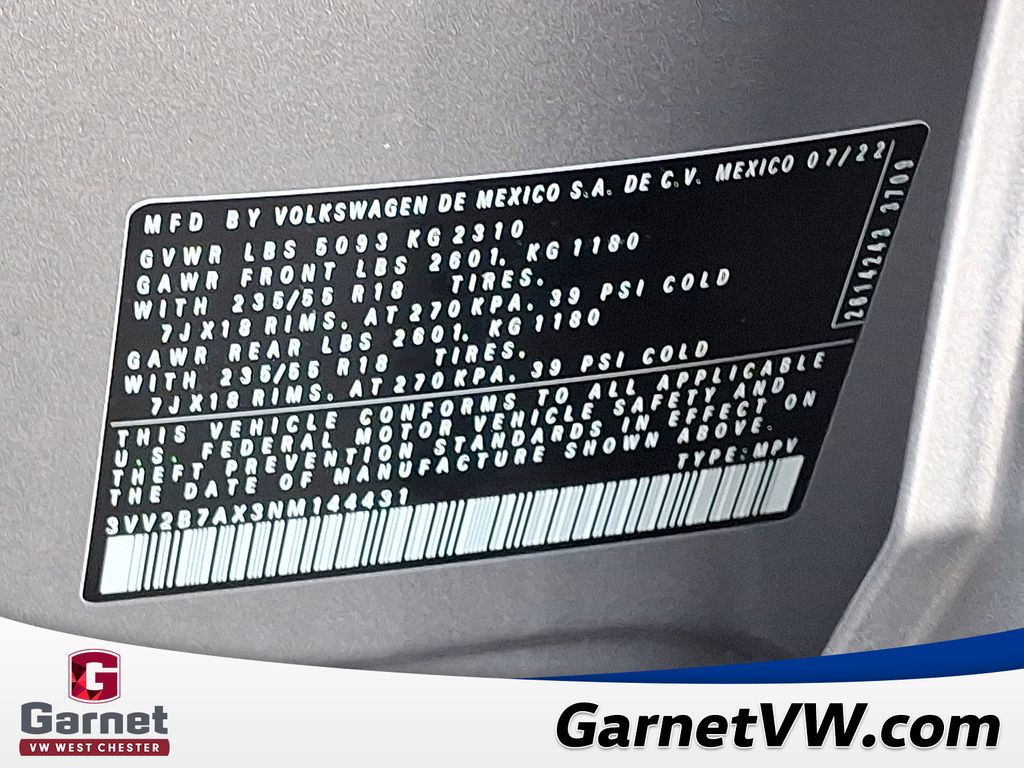 MFD BY VOLKSWAGEN DE MEXICO S.A. DE C.V. MEXICO 07/22
GVWR LBS 5093 KG 2310
GAWR FRONT LBS 2601. KG 1180
WITH 235/55 R18 TIRES.
7JX18 RIMS. AT 270 KPA. 39 PSI COLD
GAWR REAR LBS 2601. KG 1180
WITH 235/55 R18 TIRES.
7JX18 RIMS. AT 270 KPA. 39 PSI COLD
2614243 3709
THIS VEHICLE CONFORMS TO ALL APPLICABLE
U.S. FEDERAL MOTOR VEHICLE SAFETY AND
THEFT PREVENTION STANDARDS IN EFFECT ON
THE DATE OF MANUFACTURE SHOWN ABOVE.
TYPE: MPV
3VV2B7AX3NM144431
G
Garnet
VW WEST CHESTER
GarnetVW.com